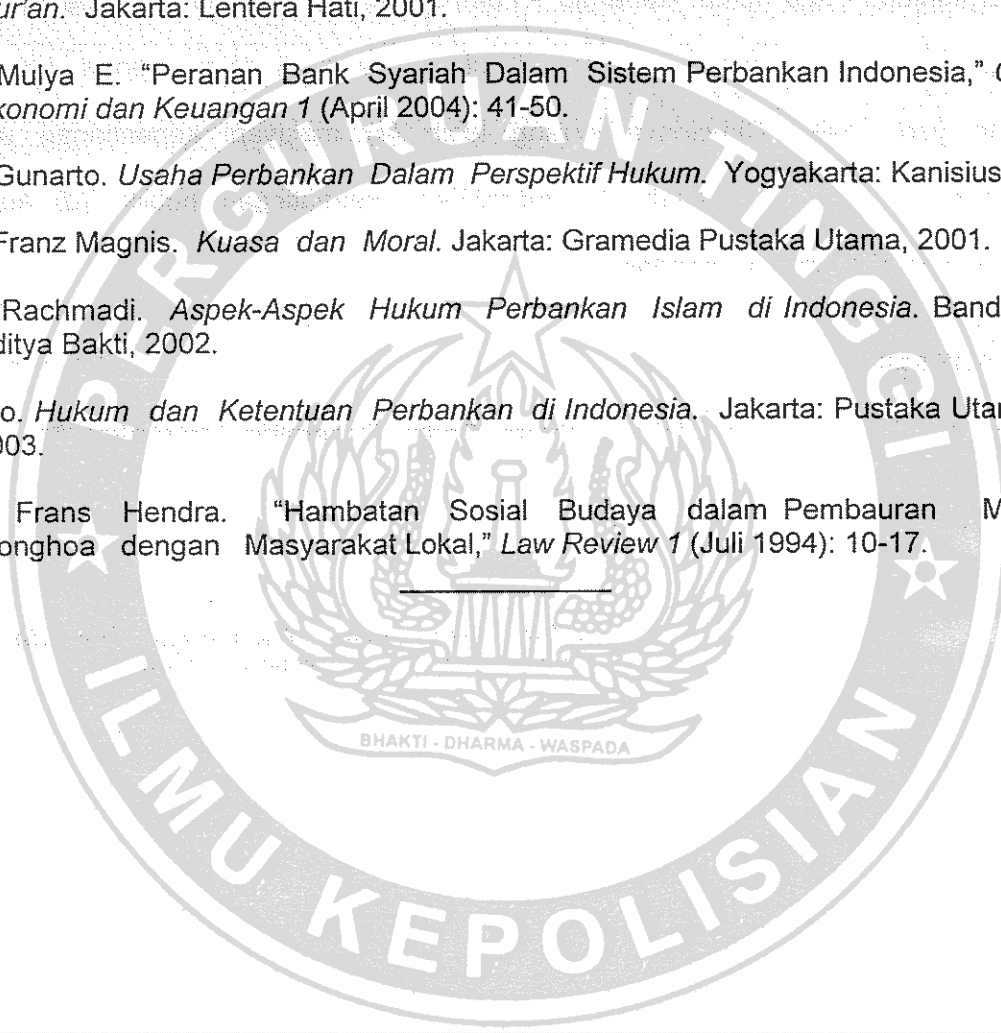 ur'an. Jakarta: Lentera Hati, 2001.
Mulya E. “Peranan Bank Syariah Dalam Sistem Perbankan Indonesia,”
konomi dan Keuangan 1 (April 2004): 41-50.
Gunarto. Usaha Perbankan Dalam Perspektif Hukum. Yogyakarta: Kanisius
Franz Magnis. Kuasa dan Moral. Jakarta: Gramedia Pustaka Utama, 2001.
Rachmadi. Aspek-Aspek Hukum Perbankan Islam di Indonesia. Band
ditya Bakti, 2002.
o. Hukum dan Ketentuan Perbankan di Indonesia. Jakarta: Pustaka Utar
003.
Frans Hendra. “Hambatan Sosial Budaya dalam Pembauran M
onghoa dengan Masyarakat Lokal,” Law Review 1 (Juli 1994): 10-17.
PERGURUAN TINGGI
BHAKTI - DHARMA - WASPADA
ILMU KEPOLISIAN